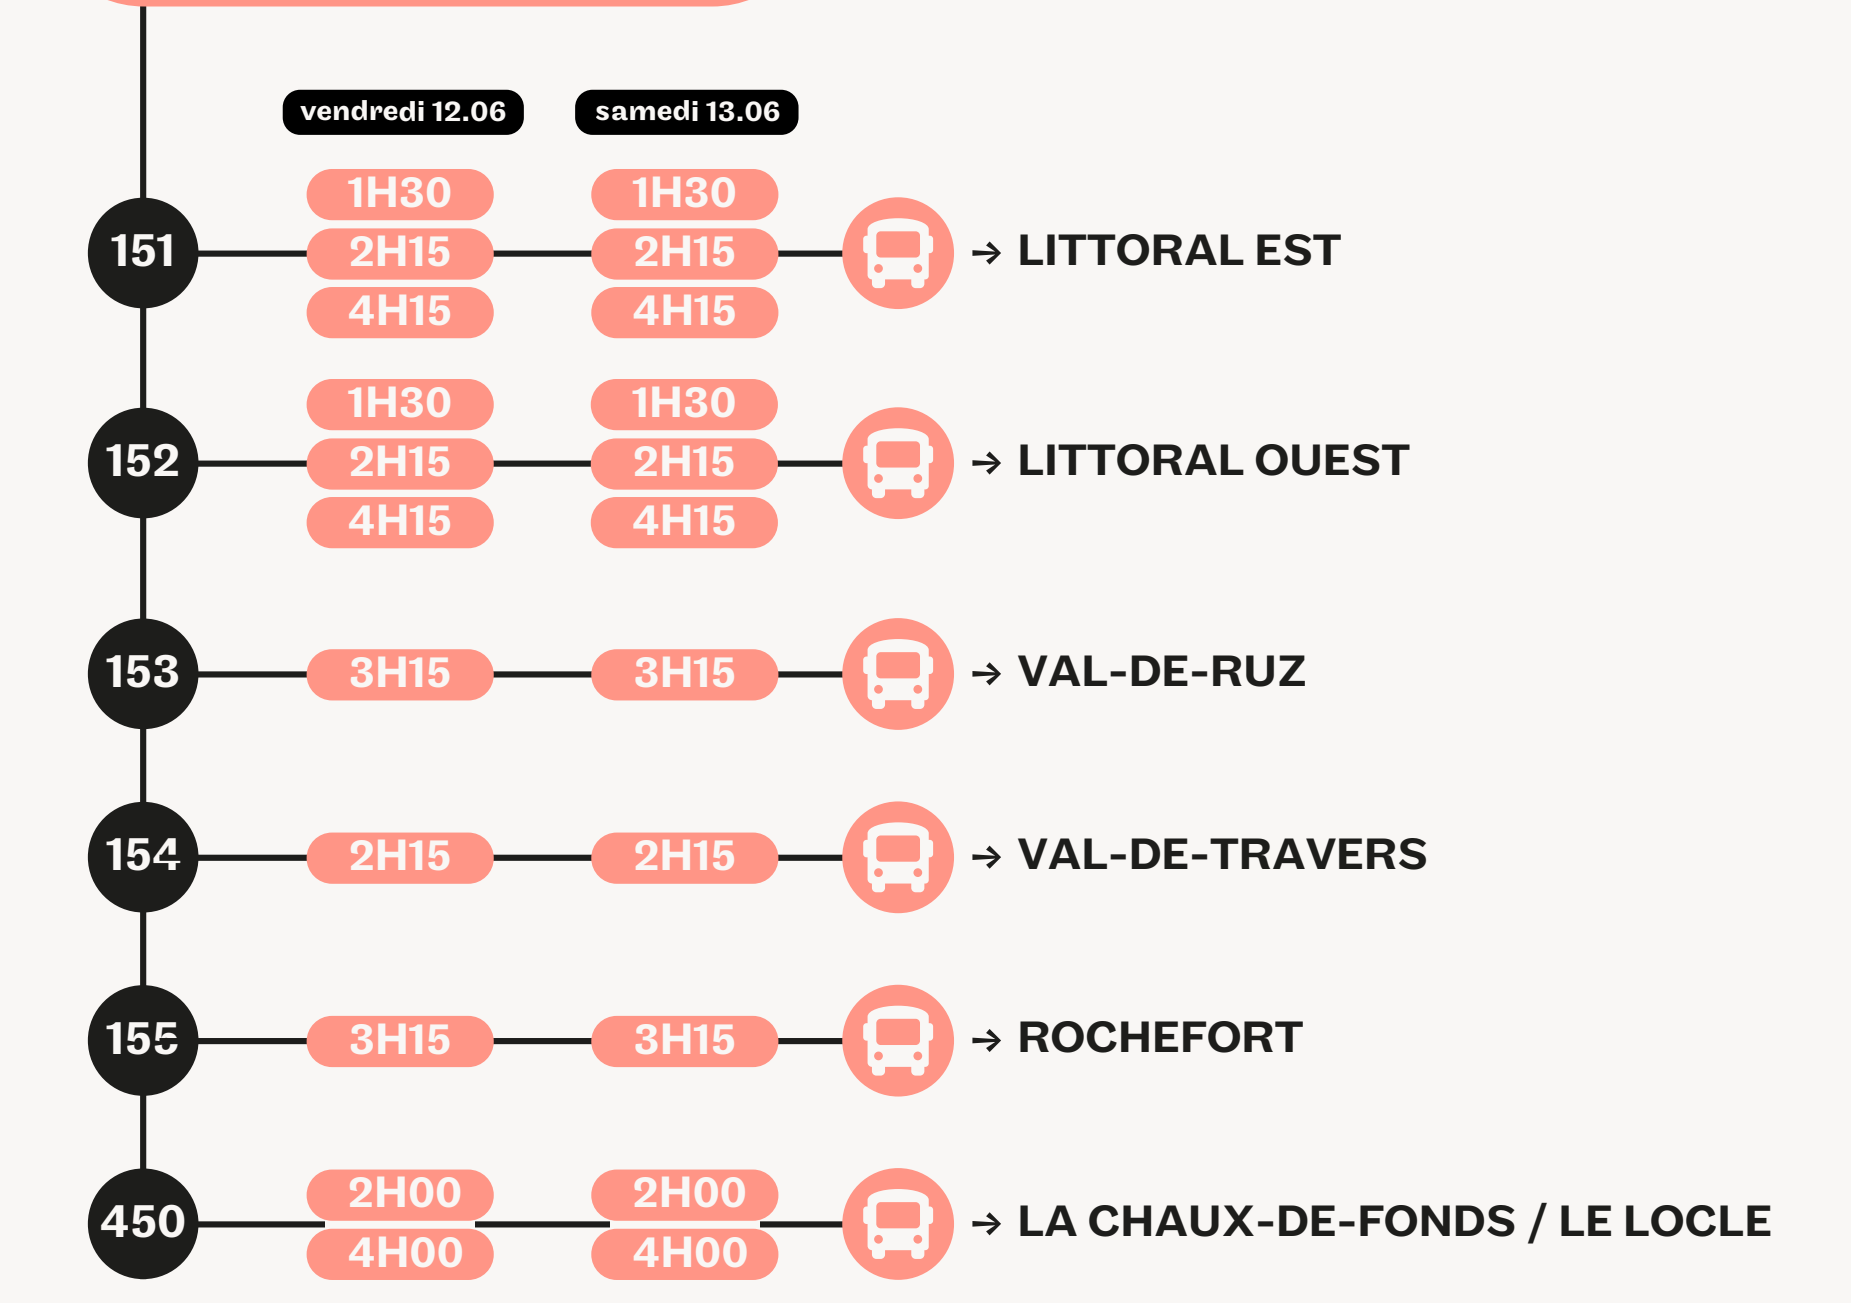 vendredi 12.06 samedi 13.06
1H30 1H30
151 2H15 2H15 → LITTORAL EST
4H15 4H15
1H30 1H30
152 2H15 2H15 → LITTORAL OUEST
4H15 4H15
153 3H15 3H15 → VAL-DE-RUZ
154 2H15 2H15 → VAL-DE-TRAVERS
155 3H15 3H15 → ROCHEFORT
2H00 2H00
450 → LA CHAUX-DE-FONDS / LE LOCLE
4H00 4H00